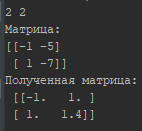 2 2
Матрица:
[[-1 -5]
 [ 1 -7]]
Полученная матрица:
 [[-1.   1. ]
 [ 1.   1.4]]